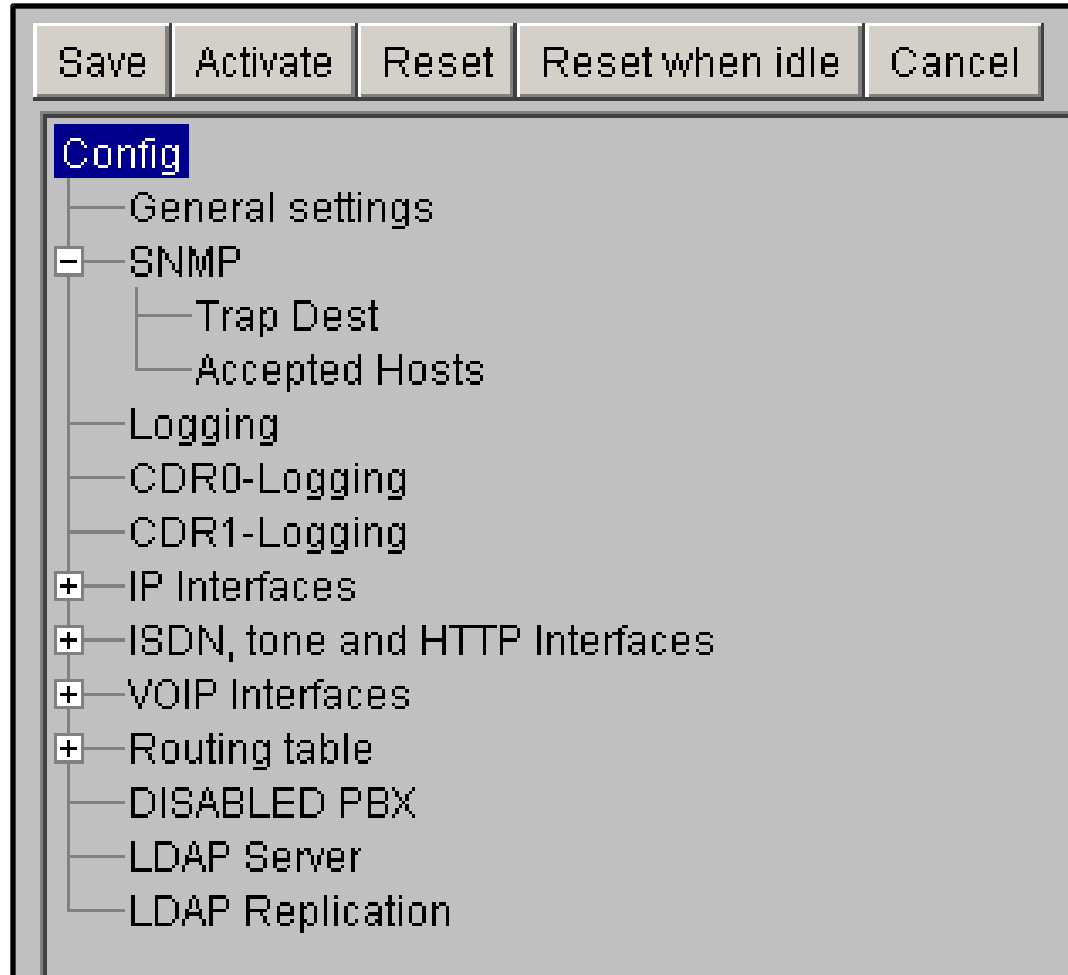 Save Activate Reset Reset when idle Cancel
Config
General settings
SNMP
Trap Dest
Accepted Hosts
Logging
CDR0-Logging
CDR1-Logging
IP Interfaces
ISDN, tone and HTTP Interfaces
VOIP Interfaces
Routing table
DISABLED PBX
LDAP Server
LDAP Replication